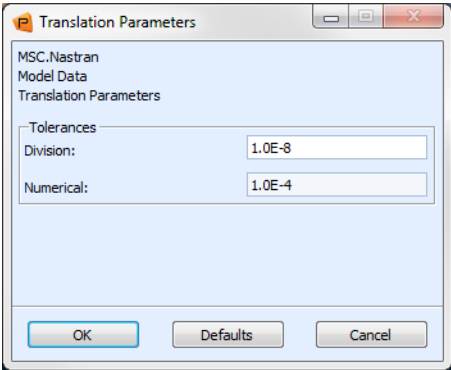 Translation Parameters
MSC.Nastran
Model Data
Translation Parameters
Tolerances
Division: 1.0E-8
Numerical: 1.0E-4
OK Defaults Cancel